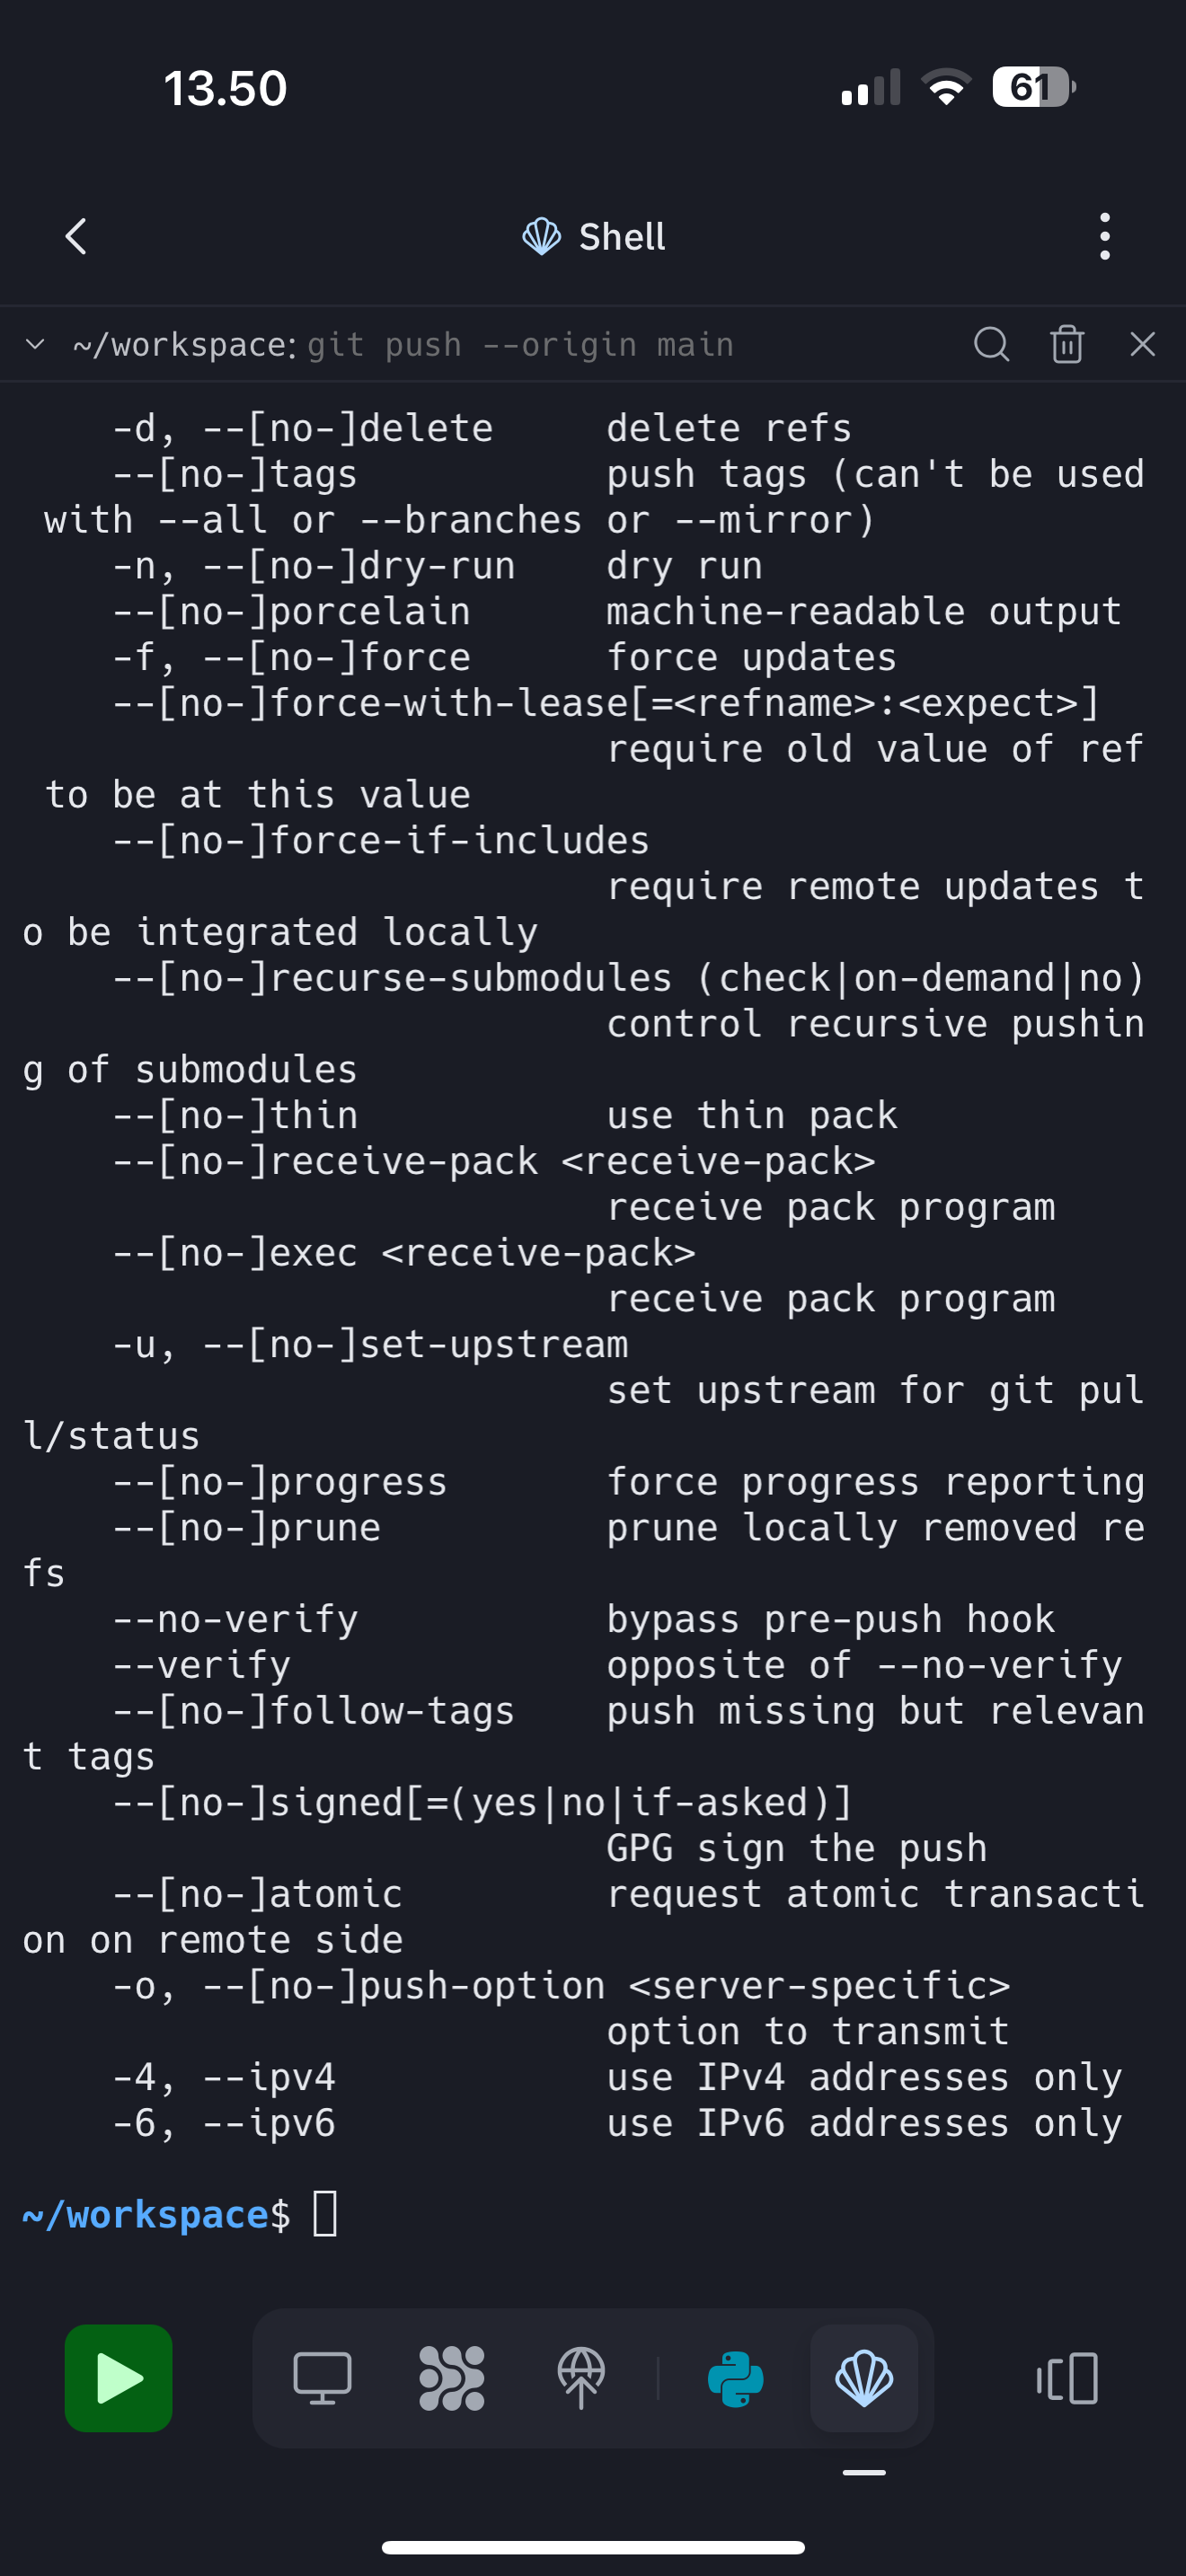 13.50
61
Shell
~/workspace: git push --origin main
    -d, --[no-]delete     delete refs
    --[no-]tags           push tags (can't be used
 with --all or --branches or --mirror)
    -n, --[no-]dry-run    dry run
    --[no-]porcelain      machine-readable output
    -f, --[no-]force      force updates
    --[no-]force-with-lease[=<refname>:<expect>]
                          require old value of ref
 to be at this value
    --[no-]force-if-includes
                          require remote updates t
o be integrated locally
    --[no-]recurse-submodules (check|on-demand|no)
                          control recursive pushin
g of submodules
    --[no-]thin           use thin pack
    --[no-]receive-pack <receive-pack>
                          receive pack program
    --[no-]exec <receive-pack>
                          receive pack program
    -u, --[no-]set-upstream
                          set upstream for git pul
l/status
    --[no-]progress       force progress reporting
    --[no-]prune          prune locally removed re
fs
    --no-verify           bypass pre-push hook
    --verify              opposite of --no-verify
    --[no-]follow-tags    push missing but relevan
t tags
    --[no-]signed[=(yes|no|if-asked)]
                          GPG sign the push
    --[no-]atomic         request atomic transacti
on on remote side
    -o, --[no-]push-option <server-specific>
                          option to transmit
    -4, --ipv4            use IPv4 addresses only
    -6, --ipv6            use IPv6 addresses only
~/workspace$